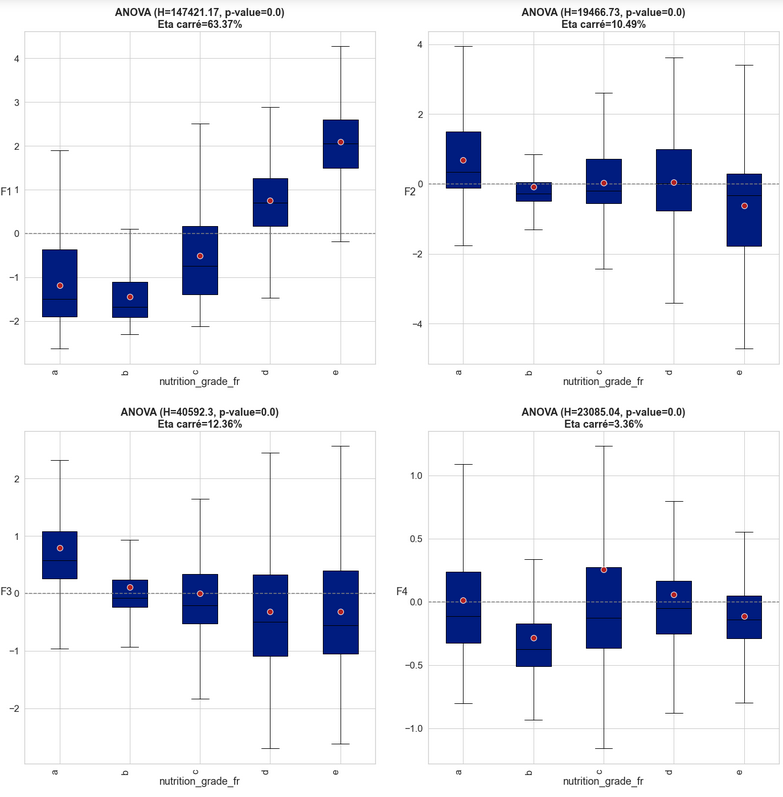 ANOVA (H=147421.17, p-value=0.0)
Eta carré=63.37%
4
3
2
F1 1
0
−1
−2
a
b
c
d
e
nutrition_grade_fr
ANOVA (H=19466.73, p-value=0.0)
Eta carré=10.49%
4
2
F2 0
−2
−4
a
b
c
d
e
nutrition_grade_fr
ANOVA (H=40592.3, p-value=0.0)
Eta carré=12.36%
2
1
F3 0
−1
−2
a
b
c
d
e
nutrition_grade_fr
ANOVA (H=23085.04, p-value=0.0)
Eta carré=3.36%
1.0
0.5
F4 0.0
−0.5
−1.0
a
b
c
d
e
nutrition_grade_fr